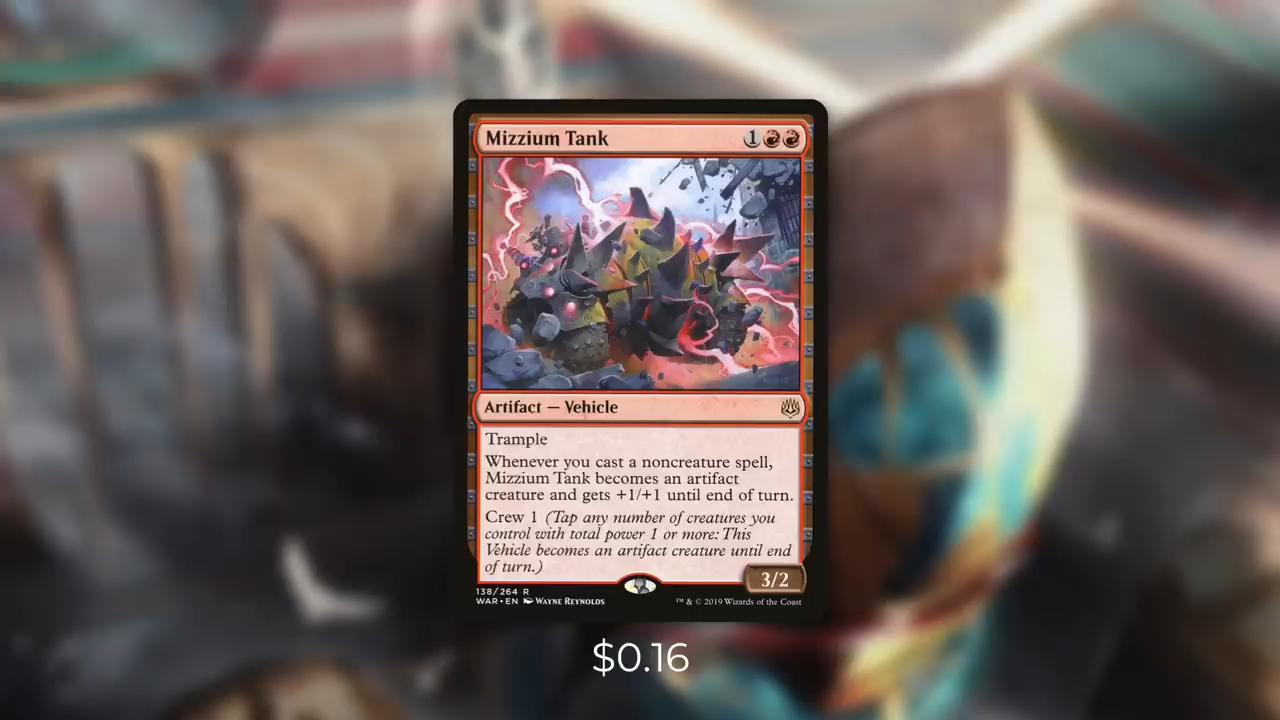 Mizzium Tank 1
Artifact — Vehicle
Trample
Whenever you cast a noncreature spell,
Mizzium Tank becomes an artifact
creature and gets +1/+1 until end of turn.
Crew 1 (Tap any number of creatures you
control with total power 1 or more: This
Vehicle becomes an artifact creature until end
of turn.)
3/2
138/264 R
WAR • EN Wayne Reynolds
™ & © 2019 Wizards of the Coast
$0.16